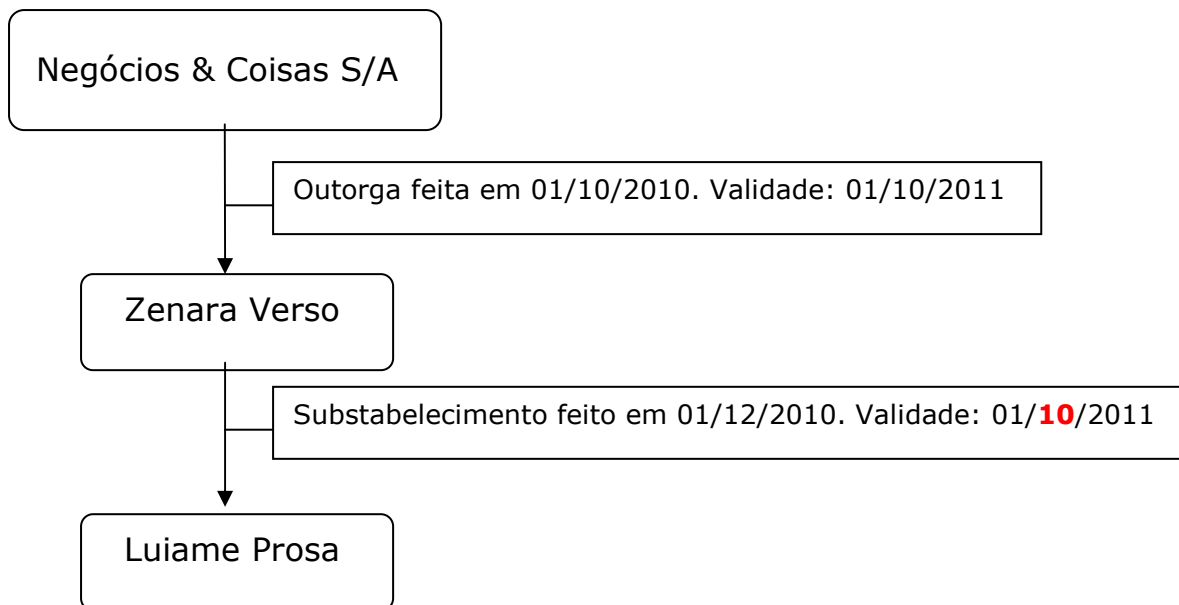 Negócios & Coisas S/A
Outorga feita em 01/10/2010. Validade: 01/10/2011
Zenara Verso
Substabelecimento feito em 01/12/2010. Validade: 01/10/2011
Luiame Prosa